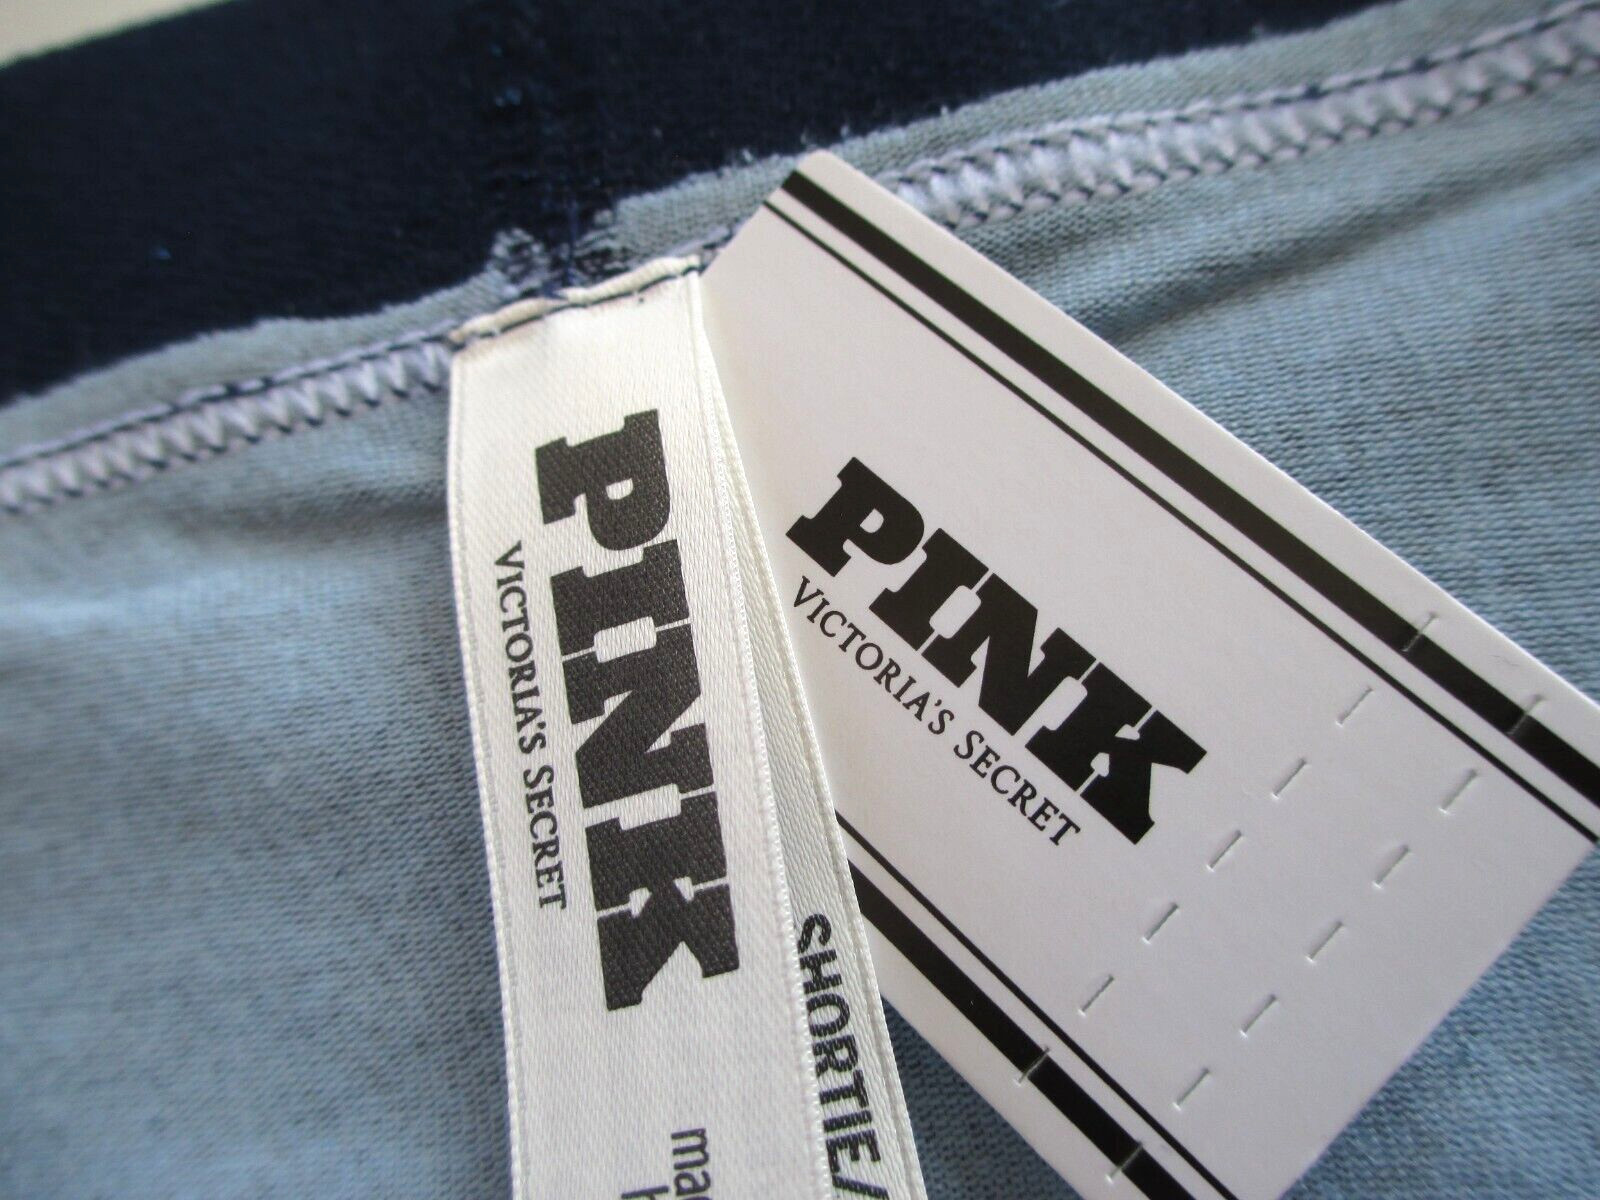 PINK
VICTORIA'S SECRET
SHORTIE/
PINK
VICTORIA'S SECRET